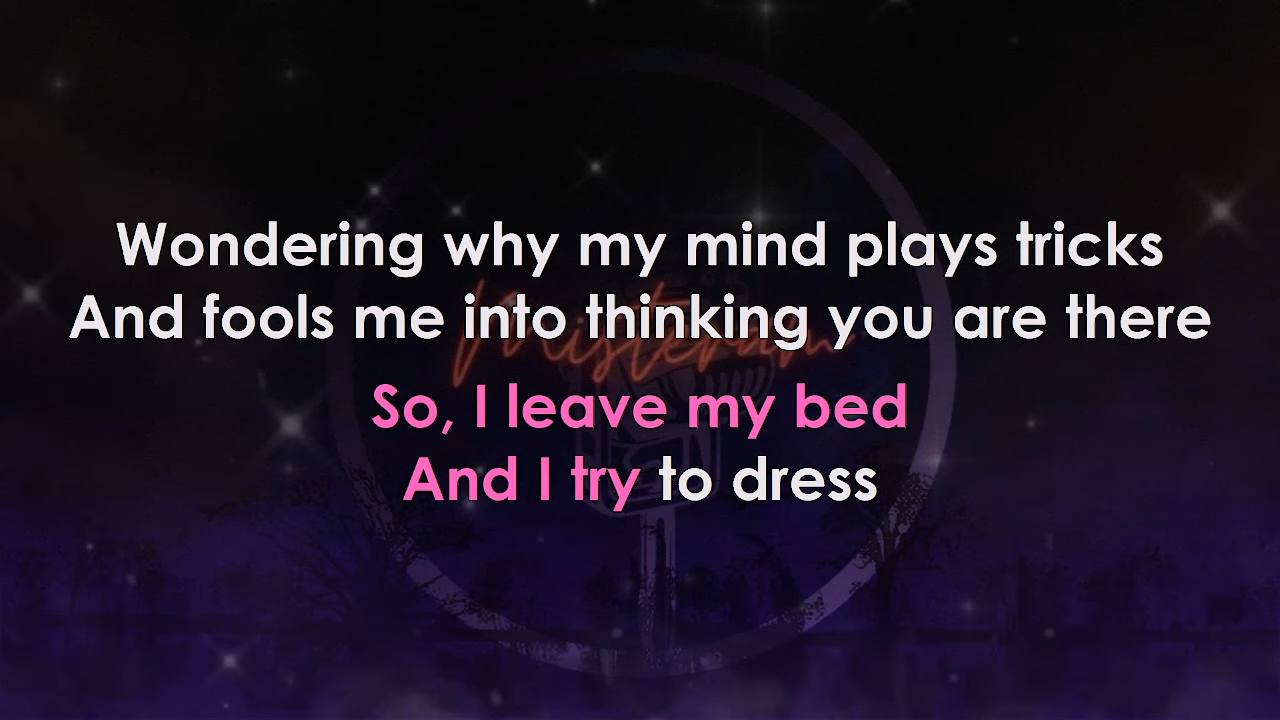 Wondering why my mind plays tricks
And fools me into thinking you are there
Misteram
So, I leave my bed
And I try to dress